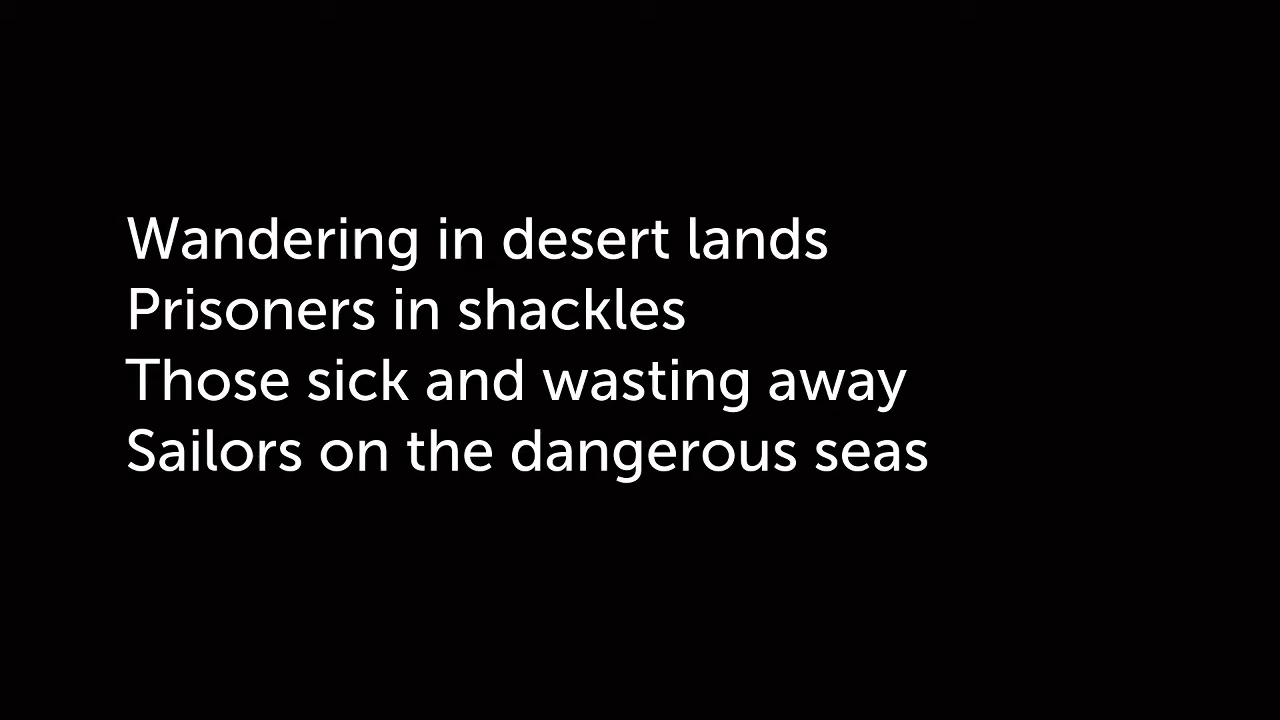 Wandering in desert lands
Prisoners in shackles
Those sick and wasting away
Sailors on the dangerous seas